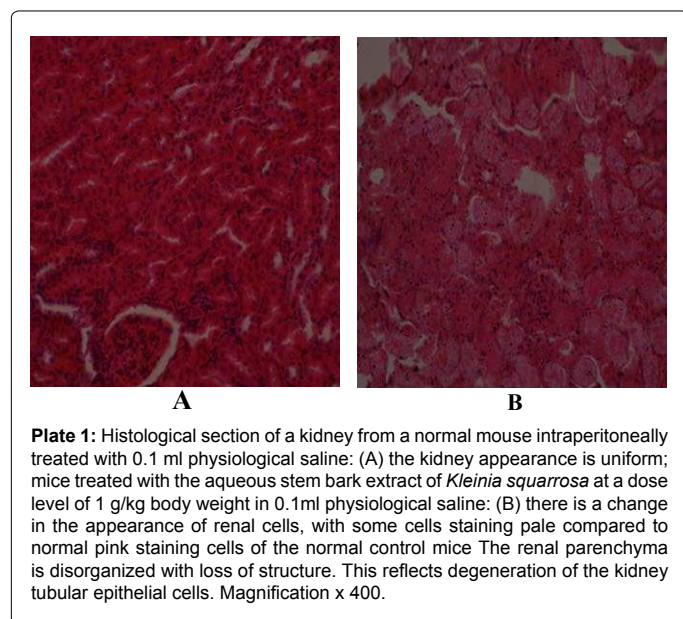 A
B
Plate 1: Histological section of a kidney from a normal mouse intraperitoneally
treated with 0.1 ml physiological saline: (A) the kidney appearance is uniform;
mice treated with the aqueous stem bark extract of Kleinia squarrosa at a dose
level of 1 g/kg body weight in 0.1ml physiological saline: (B) there is a change
in the appearance of renal cells, with some cells staining pale compared to
normal pink staining cells of the normal control mice The renal parenchyma
is disorganized with loss of structure. This reflects degeneration of the kidney
tubular epithelial cells. Magnification x 400.